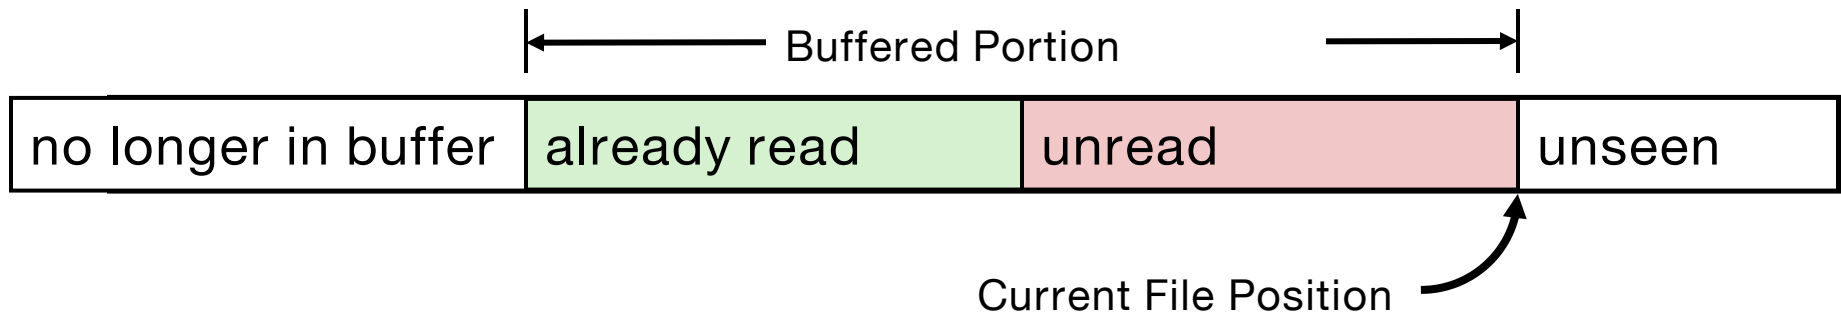 Buffered Portion
no longer in buffer already read unread unseen
Current File Position